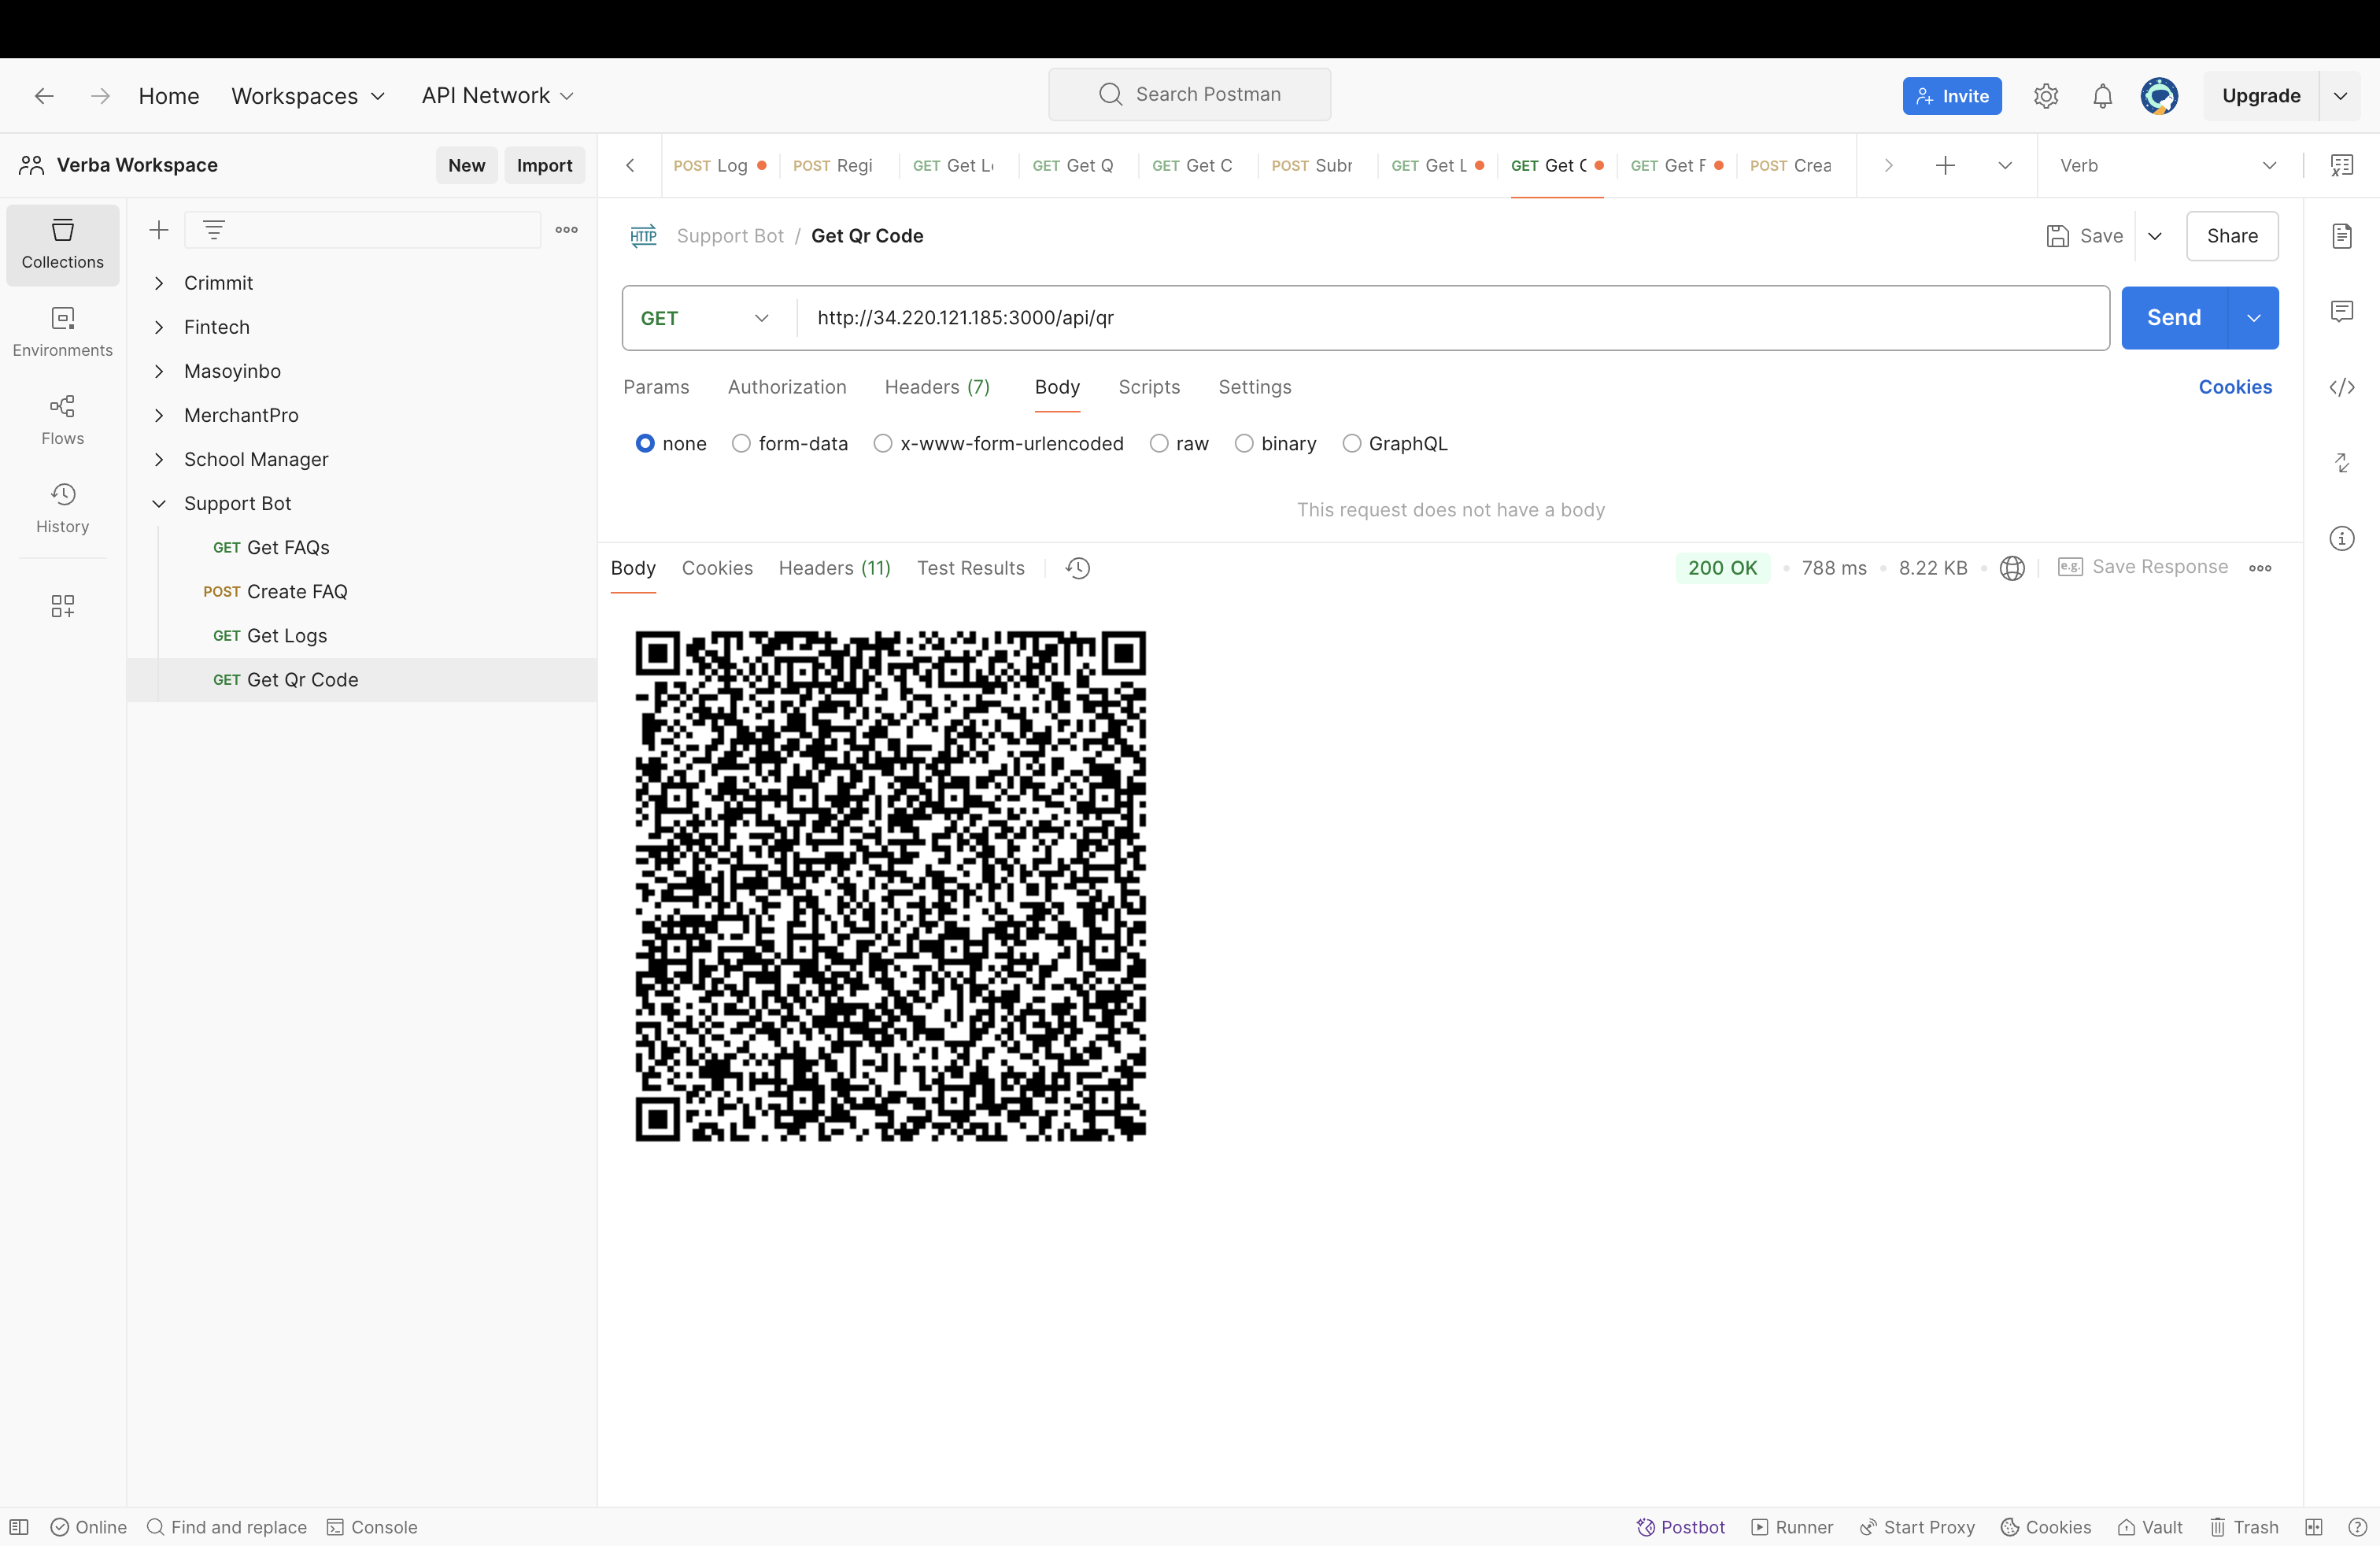 Home
Workspaces
API Network
Search Postman
Invite
Upgrade
Verba Workspace
New
Import
POST Log
POST Regi
GET Get L
GET Get Q
GET Get C
POST Subr
GET Get L
GET Get
GET Get F
POST Crea
Verb
Collections
Environments
Flows
History
Crimmit
Fintech
Masoyinbo
MerchantPro
School Manager
Support Bot
GET Get FAQs
POST Create FAQ
GET Get Logs
GET Get Qr Code
HTTP
Support Bot / Get Qr Code
Save
Share
GET
http://34.220.121.185:3000/api/qr
Send
Params
Authorization
Headers (7)
Body
Scripts
Settings
Cookies
none
form-data
x-www-form-urlencoded
raw
binary
GraphQL
This request does not have a body
Body
Cookies
Headers (11)
Test Results
200 OK
788 ms
8.22 KB
e.g. Save Response
Online
Find and replace
Console
Postbot
Runner
Start Proxy
Cookies
Vault
Trash